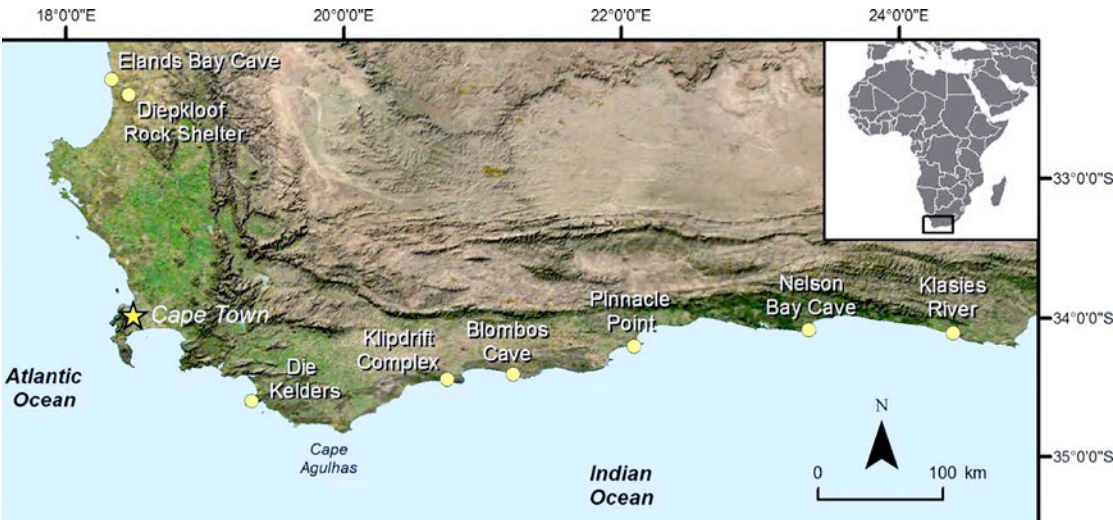 18°0'0"E
20°0'0"E
22°0'0"E
24°0'0"E
Elands Bay Cave
Diepkloof
Rock Shelter
33°0'0"S
Cape Town
Pinnacle
Point
Nelson
Bay Cave
Klasies
River
34°0'0"S
Klipdrift
Complex
Blombos
Cave
Die
Kelders
Atlantic
Ocean
Cape
Agulhas
Indian
Ocean
N
0 100 km
35°0'0"S